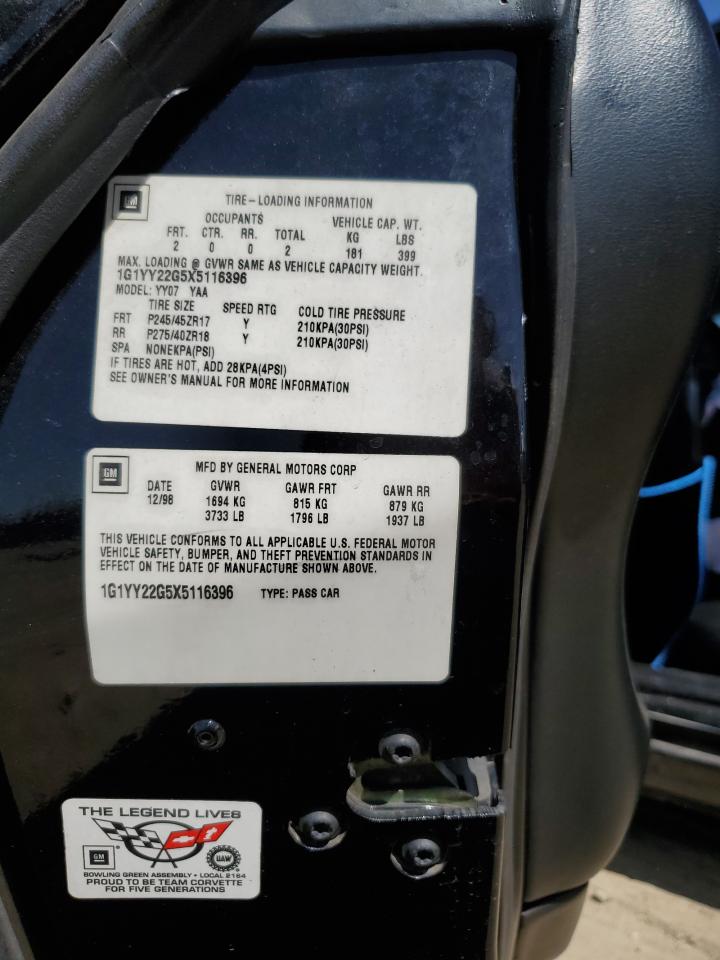 GM
TIRE-LOADING INFORMATION
OCCUPANTS VEHICLE CAP. WT.
FRT. CTR. RR. TOTAL KG LBS
2 0 0 2 181 399
MAX. LOADING @ GVWR SAME AS VEHICLE CAPACITY WEIGHT.
1G1YY22G5X5116396
MODEL: YY07 YAA
TIRE SIZE SPEED RTG COLD TIRE PRESSURE
FRT P245/45ZR17 Y 210KPA(30PSI)
RR P275/40ZR18 Y 210KPA(30PSI)
SPA NONEKPA(PSI)
IF TIRES ARE HOT, ADD 28KPA(4PSI)
SEE OWNER'S MANUAL FOR MORE INFORMATION
GM
MFD BY GENERAL MOTORS CORP
DATE GVWR GAWR FRT GAWR RR
12/98 1694 KG 815 KG 879 KG
3733 LB 1796 LB 1937 LB
THIS VEHICLE CONFORMS TO ALL APPLICABLE U.S. FEDERAL MOTOR
VEHICLE SAFETY, BUMPER, AND THEFT PREVENTION STANDARDS IN
EFFECT ON THE DATE OF MANUFACTURE SHOWN ABOVE.
1G1YY22G5X5116396 TYPE: PASS CAR
THE LEGEND LIVES
GM UAW
BOWLING GREEN ASSEMBLY • LOCAL 2164
PROUD TO BE TEAM CORVETTE
FOR FIVE GENERATIONS